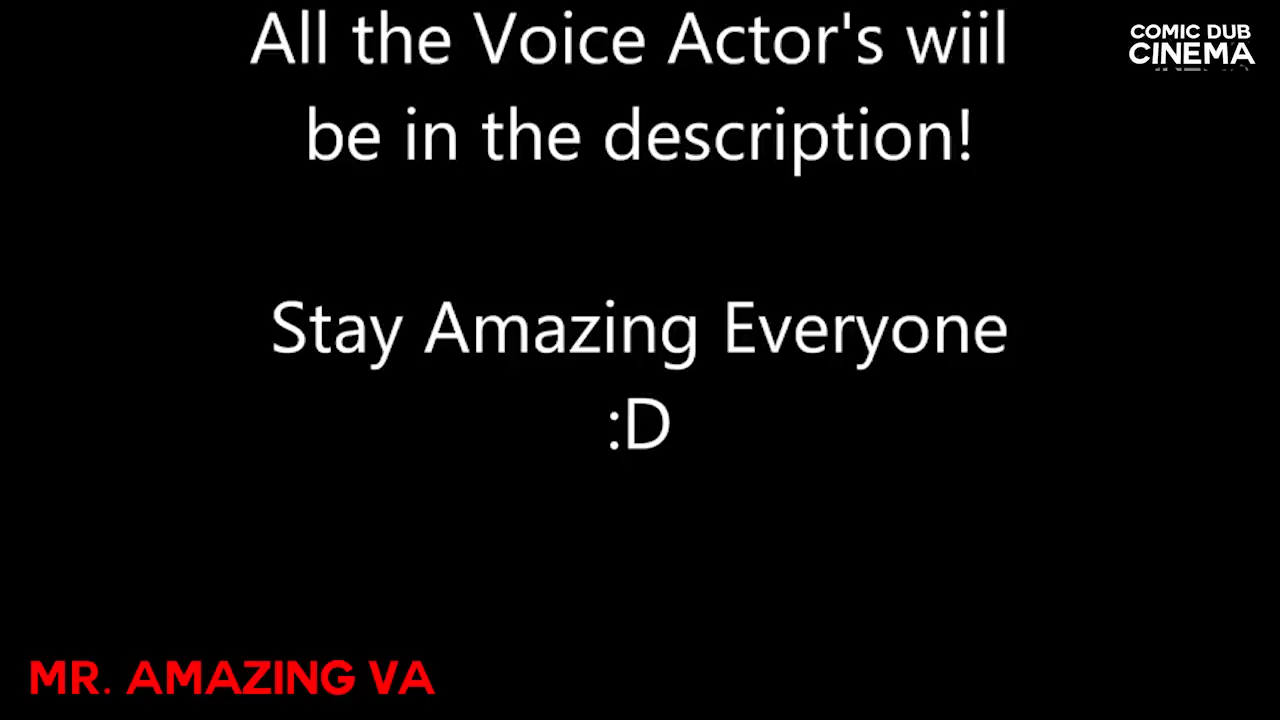 All the Voice Actor's wiil
be in the description!
Stay Amazing Everyone
:D
COMIC DUB
CINEMA
MR. AMAZING VA